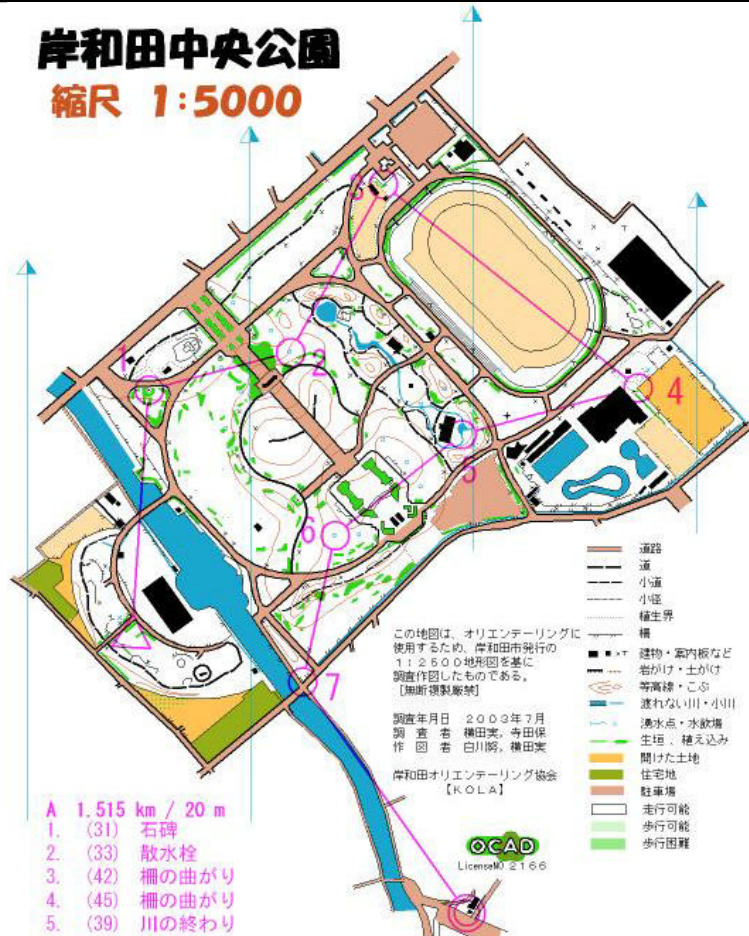 岸和田中央公園
縮尺 1:5000
3
1
2
4
5
6
7
道路
道
小道
小径
植生界
柵
建物・案内板など
岩がけ・土がけ
等高線・こぶ
渡れない川・小川
湧水点・水飲場
生垣、植え込み
開けた土地
住宅地
駐車場
走行可能
歩行可能
歩行困難
この地図は、オリエンテーリングに
使用するため、岸和田市発行の
1:2500地形図を基に
調査作図したものである。
[無断複製厳禁]
調査年月日 2003年7月
調 査 者 横田実、寺田保
作 図 者 白川努、横田実
岸和田オリエンテーリング協会
【KOLA】
OCAD
LicenseNO 2166
A 1.515 km / 20 m
1. (31) 石碑
2. (33) 散水栓
3. (42) 柵の曲がり
4. (45) 柵の曲がり
5. (39) 川の終わり